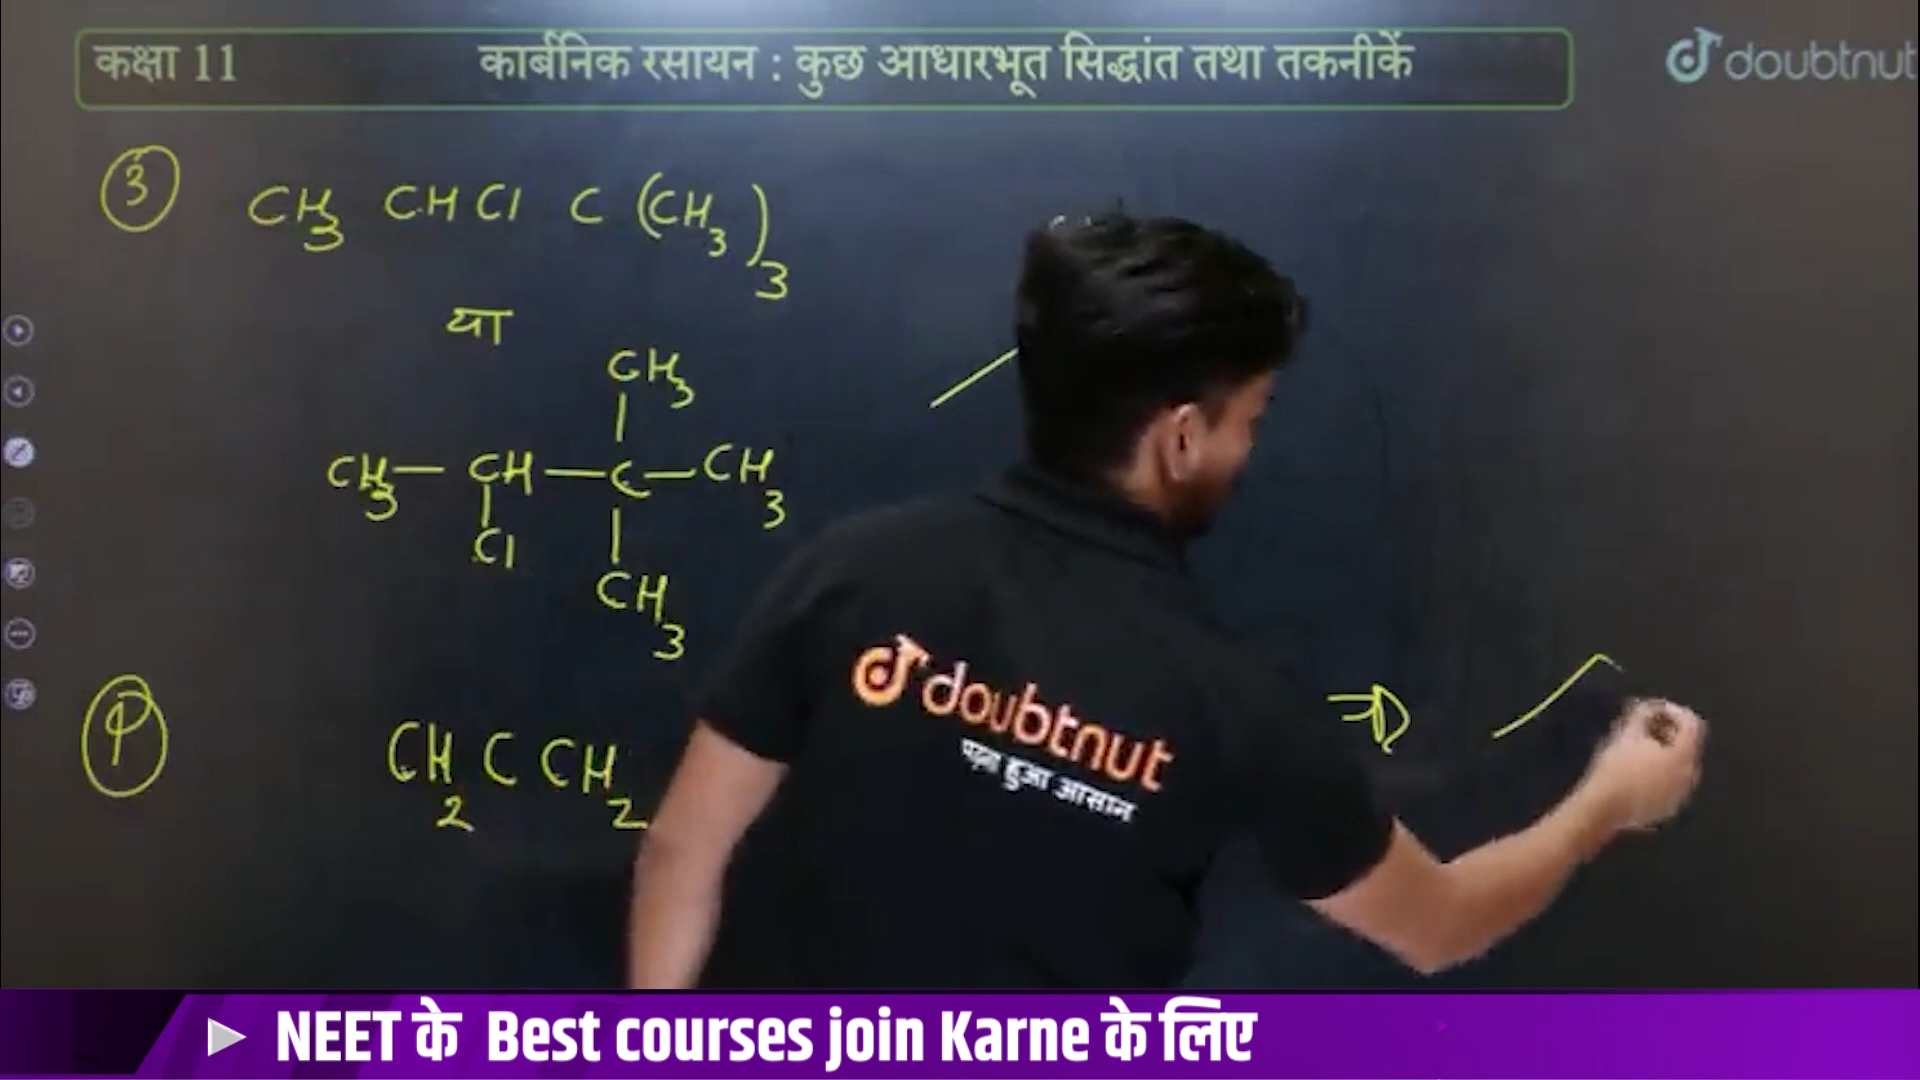 कक्षा 11 कार्बनिक रसायन : कुछ आधारभूत सिद्धांत तथा तकनीकें
doubtnut
3 CH3 CHCl C (CH3)3
या
CH3
CH3 — CH — C — CH3
Cl
CH3
CH2 C CH2
doubtnut
पढ़ना हुआ आसान
NEET के Best courses join Karne के लिए